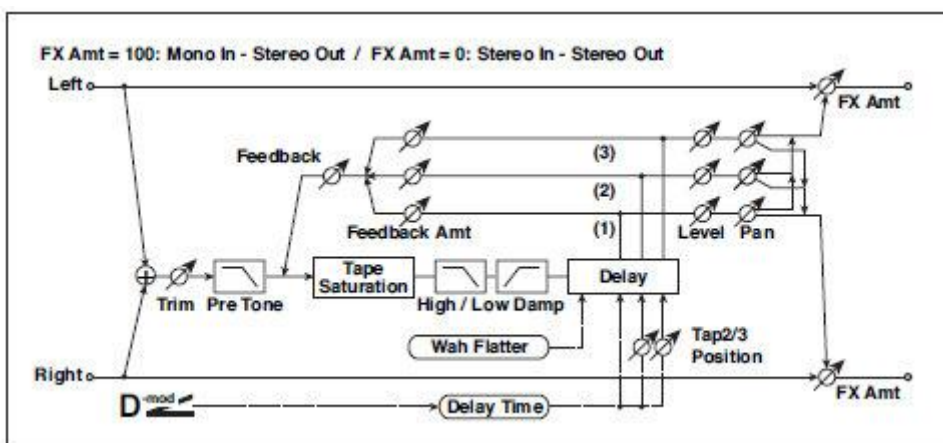 FX Amt = 100: Mono In - Stereo Out / FX Amt = 0: Stereo In - Stereo Out
Left
FX Amt
Feedback
(3)
(2)
Feedback Amt
(1)
Level
Pan
Trim
Pre Tone
Tape
Saturation
High / Low Damp
Delay
Wah Flatter
Tap2/3
Position
Right
FX Amt
D-mod
Delay Time